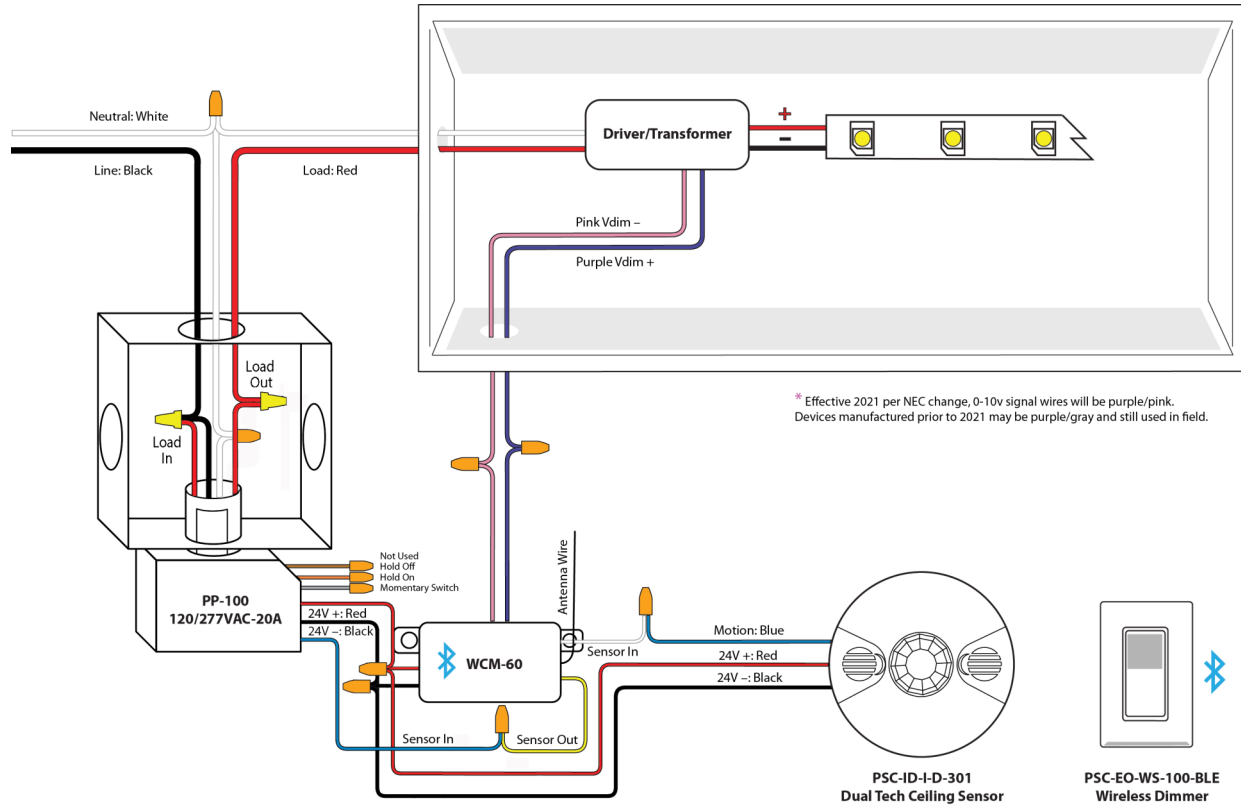 Neutral: White
Line: Black
Load: Red
Driver/Transformer
+
–
Pink Vdim –
Purple Vdim +
Load
Out
Load
In
* Effective 2021 per NEC change, 0-10v signal wires will be purple/pink.
Devices manufactured prior to 2021 may be purple/gray and still used in field.
Not Used
Hold Off
Hold On
Momentary Switch
PP-100
120/277VAC-20A
24V +: Red
24V –: Black
Antenna Wire
WCM-60
Sensor In
Motion: Blue
24V +: Red
24V –: Black
Sensor In
Sensor Out
PSC-ID-I-D-301
Dual Tech Ceiling Sensor
PSC-EO-WS-100-BLE
Wireless Dimmer